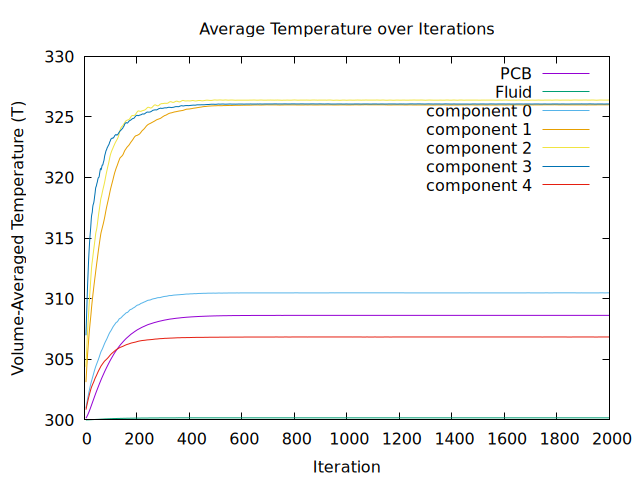 Average Temperature over Iterations
Volume-Averaged Temperature (T)
330
325
320
315
310
305
300
PCB
Fluid
component 0
component 1
component 2
component 3
component 4
0 200 400 600 800 1000 1200 1400 1600 1800 2000
Iteration